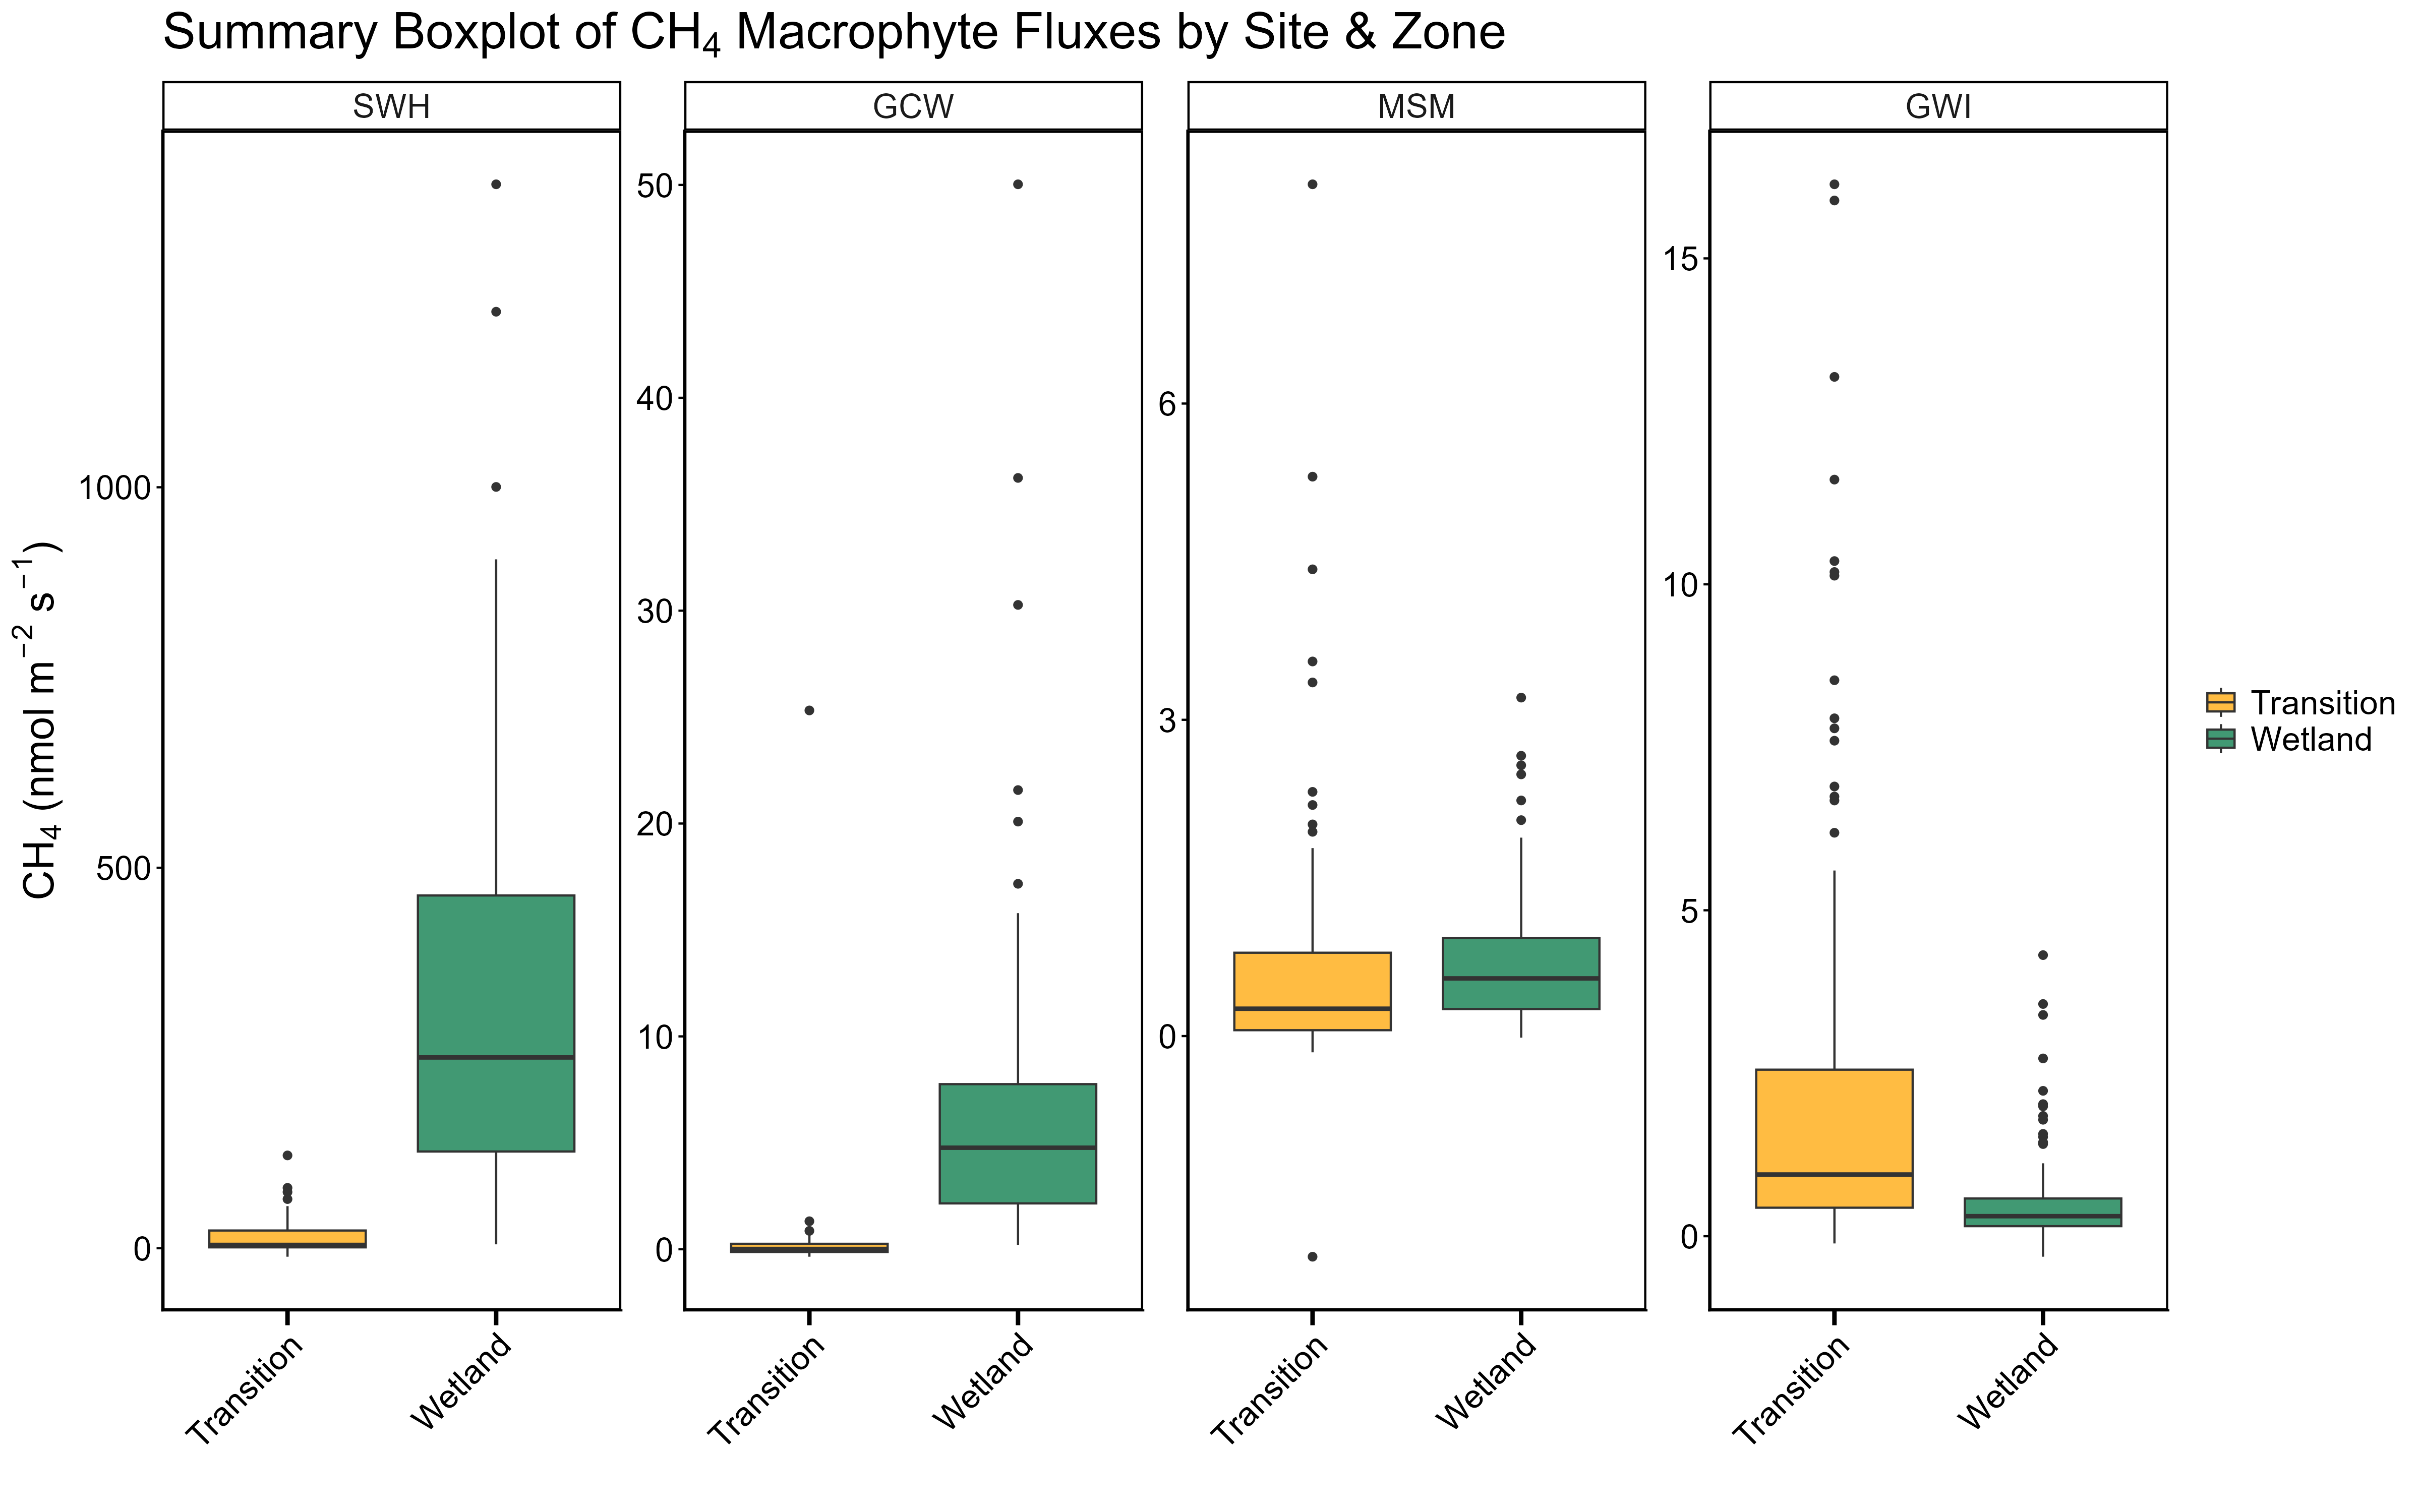 Summary Boxplot of CH₄ Macrophyte Fluxes by Site & Zone
SWH
GCW
MSM
GWI
CH₄ (nmol m⁻² s⁻¹)
1000
500
0
50
40
30
20
10
0
6
3
0
15
10
5
0
Transition
Wetland
Transition
Wetland
Transition
Wetland
Transition
Wetland
Transition
Wetland